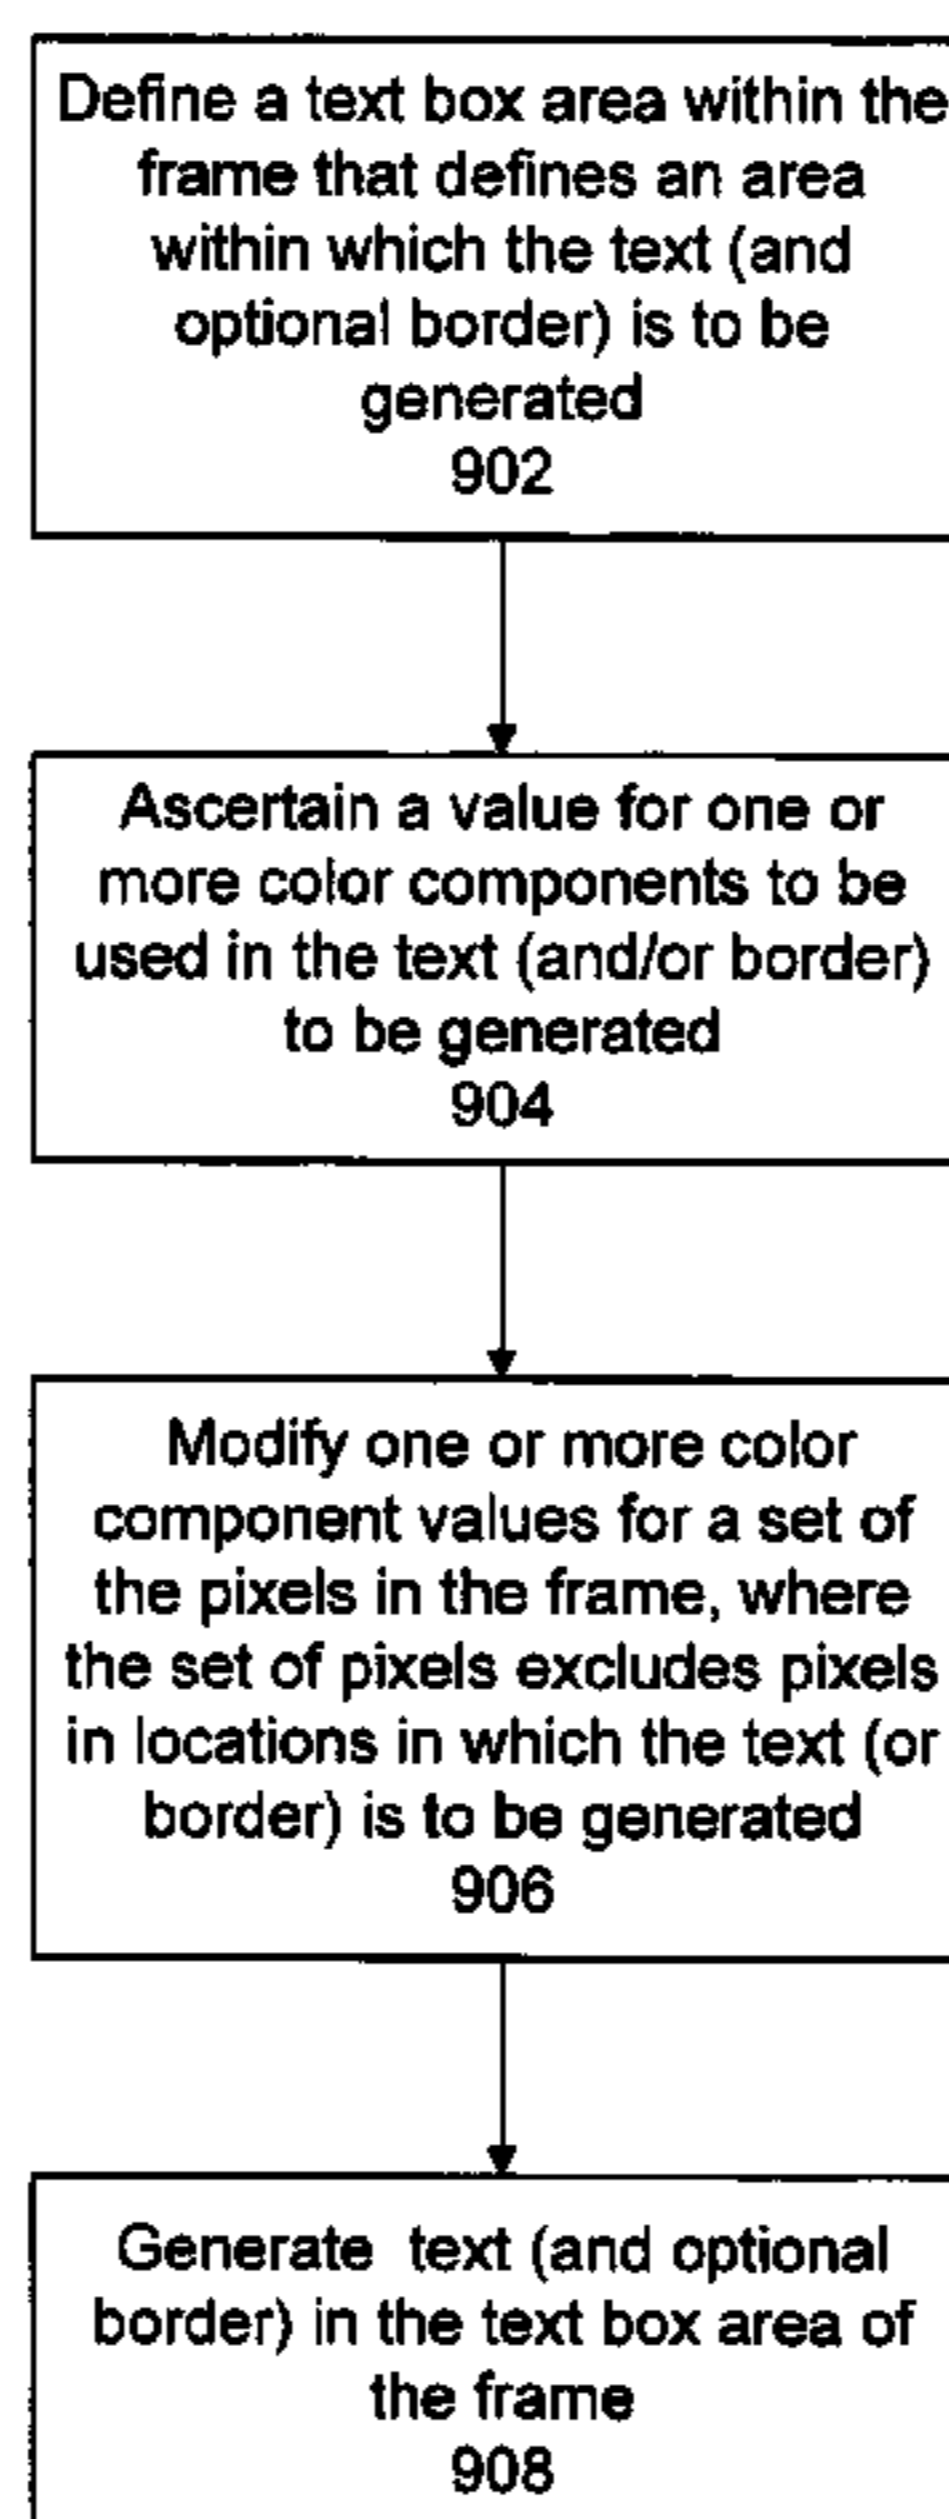 Define a text box area within the
frame that defines an area
within which the text (and
optional border) is to be
generated
902
Ascertain a value for one or
more color components to be
used in the text (and/or border)
to be generated
904
Modify one or more color
component values for a set of
the pixels in the frame, where
the set of pixels excludes pixels
in locations in which the text (or
border) is to be generated
906
Generate text (and optional
border) in the text box area of
the frame
908